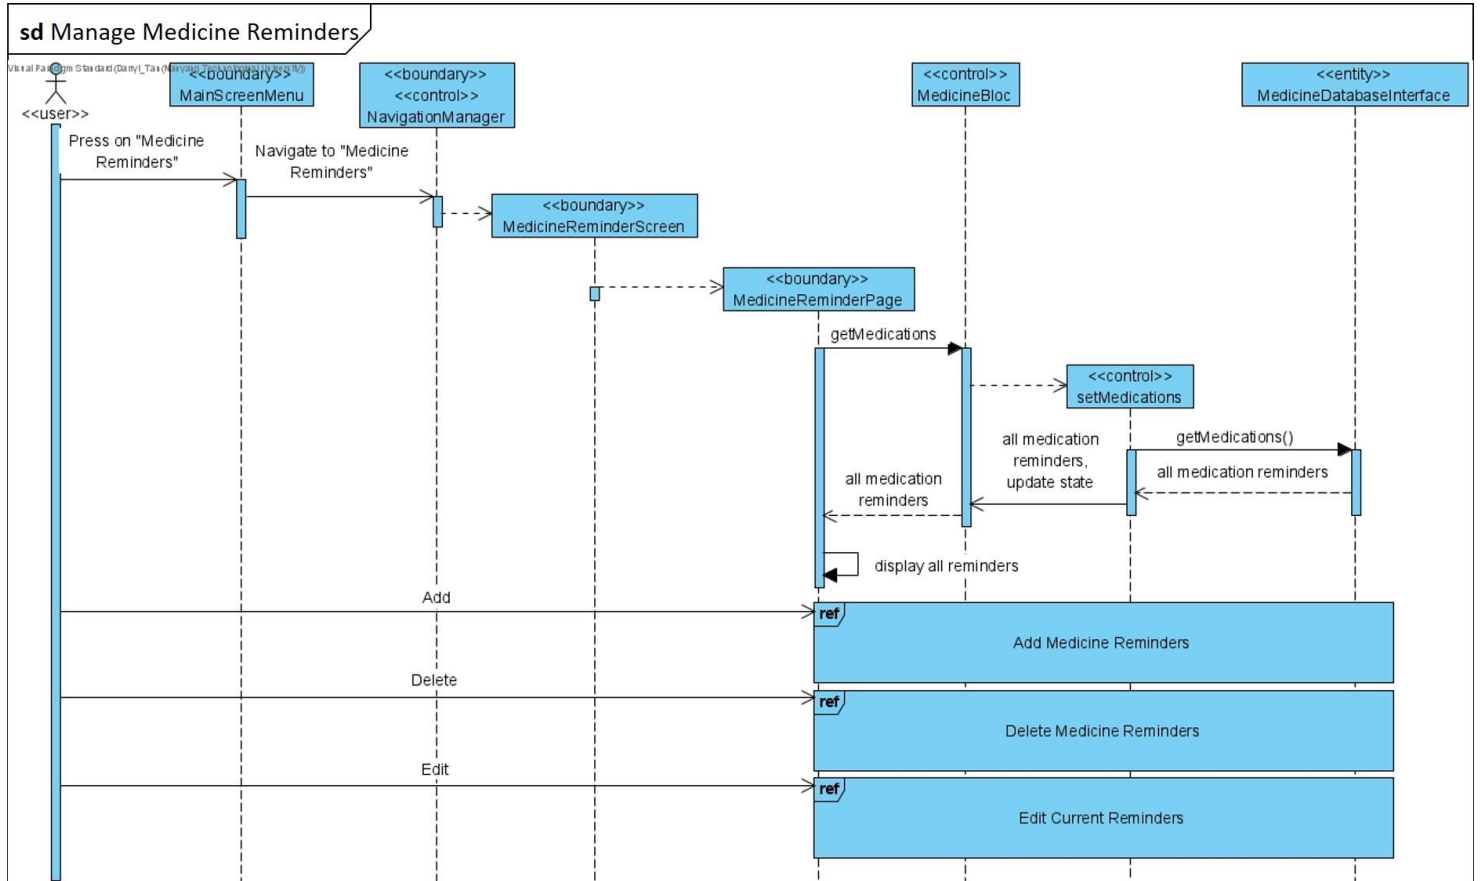 sd Manage Medicine Reminders
<<user>>
<<boundary>>
MainScreenMenu
<<boundary>>
<<control>>
NavigationManager
<<control>>
MedicineBloc
<<entity>>
MedicineDatabaseInterface
Press on "Medicine
Reminders"
Navigate to "Medicine
Reminders"
<<boundary>>
MedicineReminderScreen
<<boundary>>
MedicineReminderPage
getMedications
<<control>>
setMedications
getMedications()
all medication reminders
all medication
reminders,
update state
all medication
reminders
display all reminders
Add
ref
Add Medicine Reminders
Delete
ref
Delete Medicine Reminders
Edit
ref
Edit Current Reminders